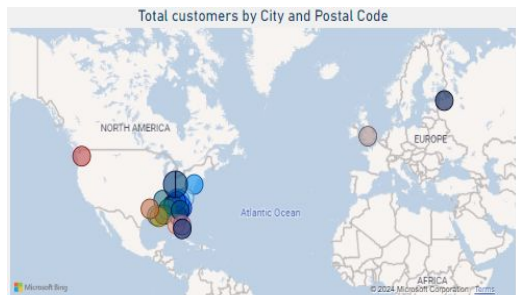 Total customers by City and Postal Code
NORTH AMERICA
EUROPE
Atlantic Ocean
AFRICA
Microsoft Bing
© 2024 Microsoft Corporation Terms